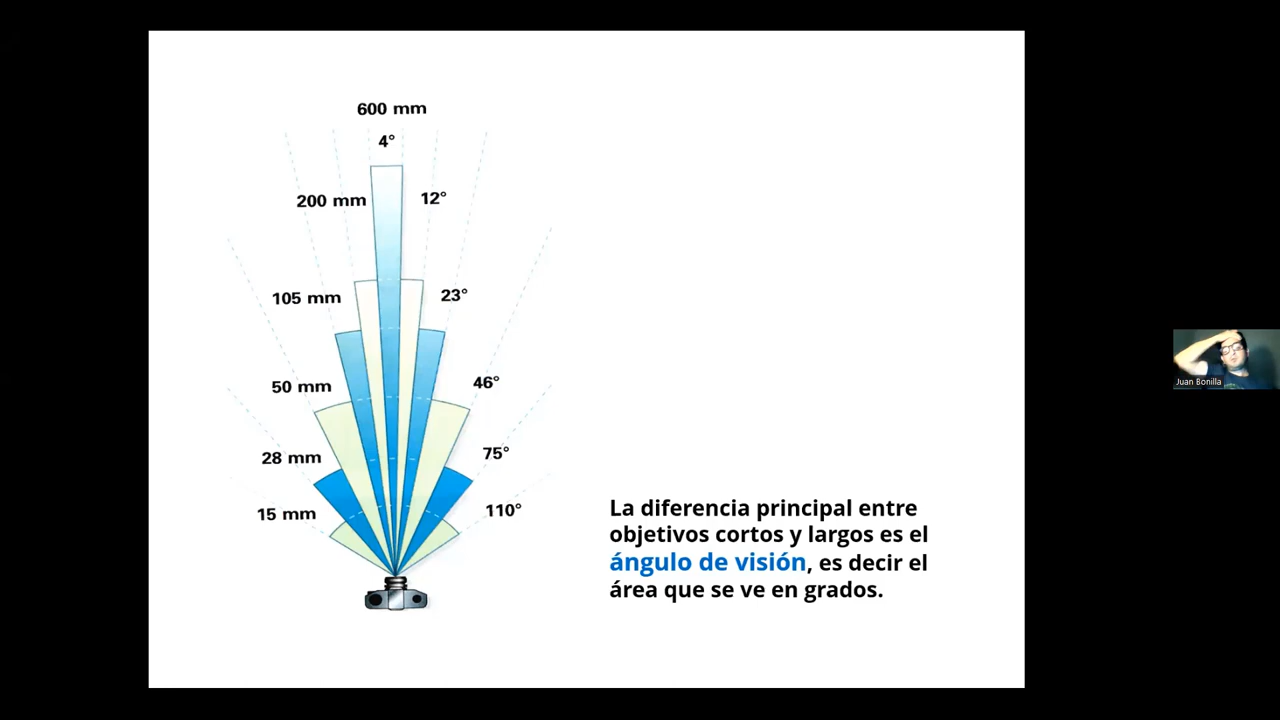 600 mm
4°
200 mm
12°
105 mm
23°
50 mm
46°
28 mm
75°
15 mm
110°
La diferencia principal entre
objetivos cortos y largos es el
ángulo de visión, es decir el
área que se ve en grados.
Juan Bonilla